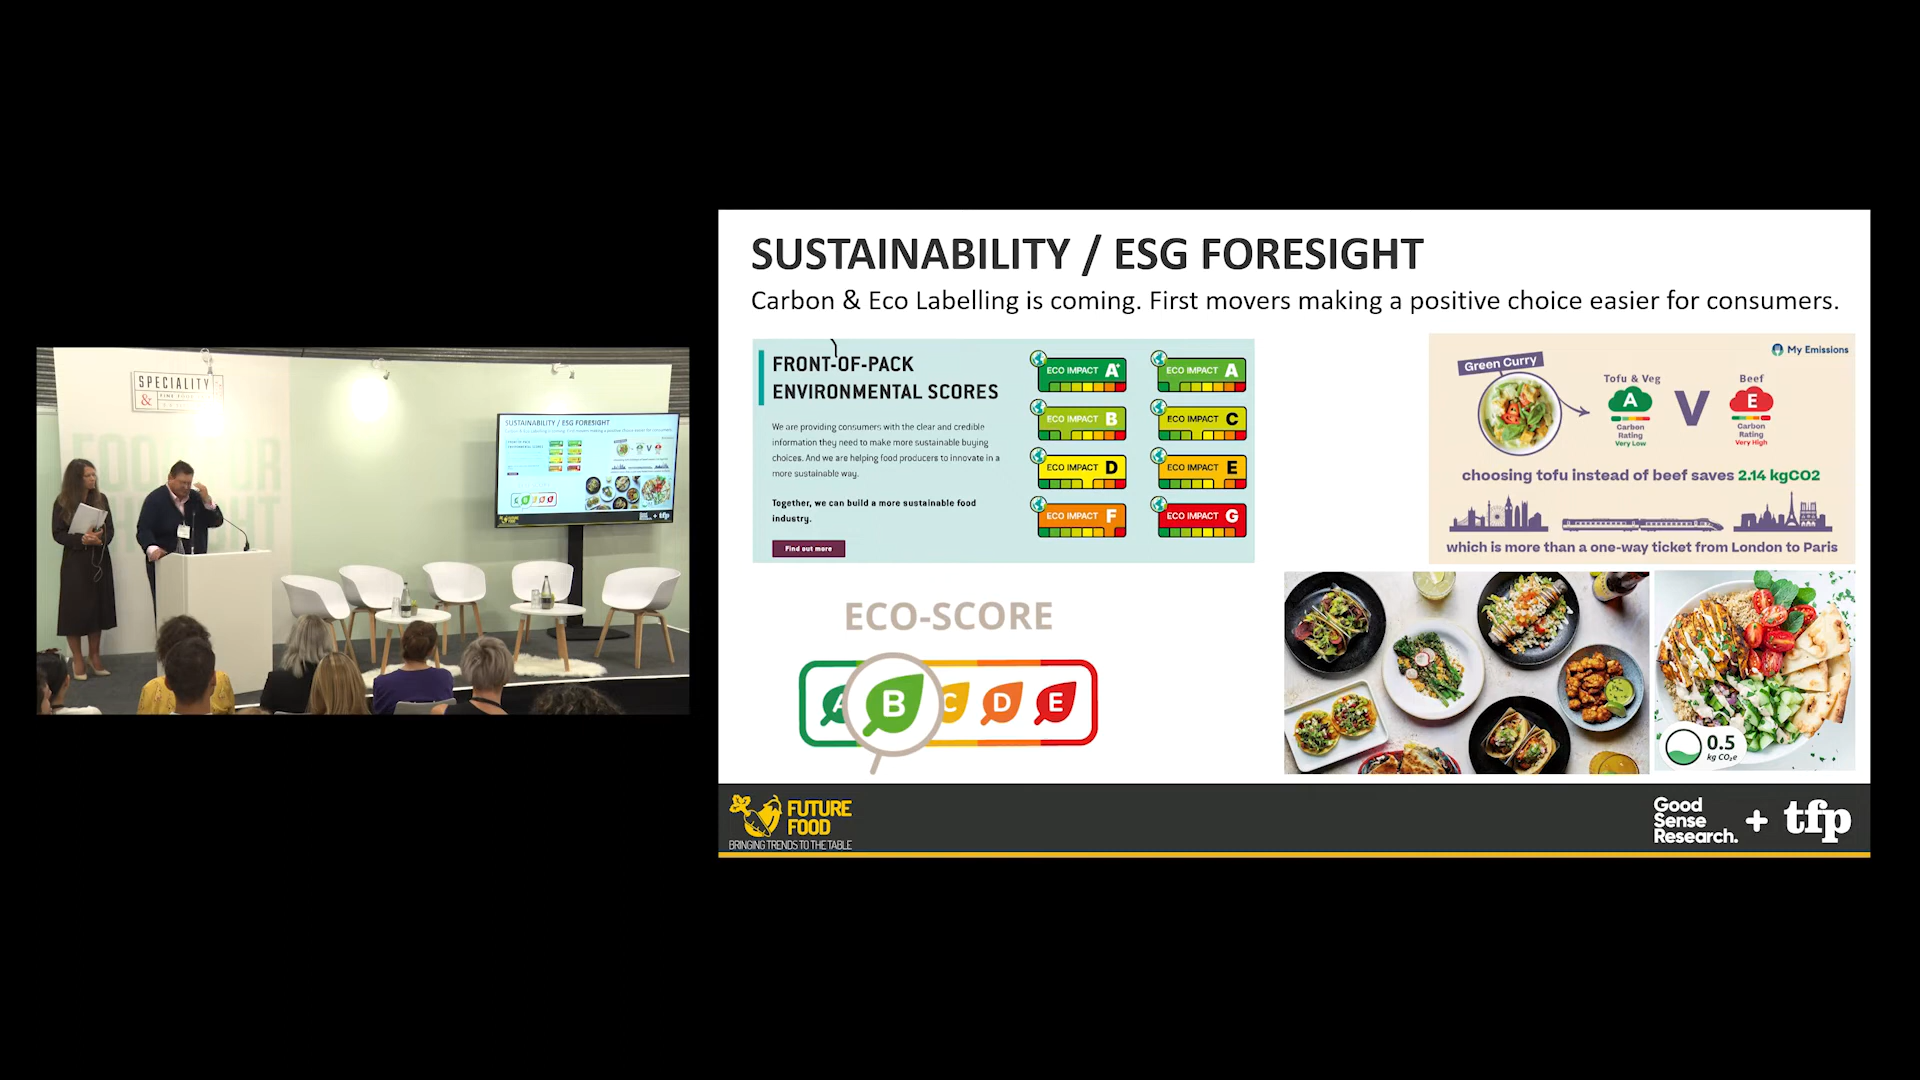 SPECIALITY
&
SUSTAINABILITY / ESG FORESIGHT
SUSTAINABILITY / ESG FORESIGHT
Carbon & Eco Labelling is coming. First movers making a positive choice easier for consumers.
FRONT-OF-PACK
ENVIRONMENTAL SCORES
We are providing consumers with the clear and credible
information they need to make more sustainable buying
choices. And we are helping food producers to innovate in a
more sustainable way.
Together, we can build a more sustainable food
industry.
Find out more
ECO IMPACT A+
ECO IMPACT A
ECO IMPACT B
ECO IMPACT C
ECO IMPACT D
ECO IMPACT E
ECO IMPACT F
ECO IMPACT G
My Emissions
Green Curry
Tofu & Veg
A
Carbon
Rating
Very Low
V
Beef
E
Carbon
Rating
Very High
choosing tofu instead of beef saves 2.14 kgCO2
which is more than a one-way ticket from London to Paris
ECO-SCORE
A B C D E
0.5
kg CO₂e
FUTURE
FOOD
BRINGING TRENDS TO THE TABLE
Good
Sense
Research.
+ tfp